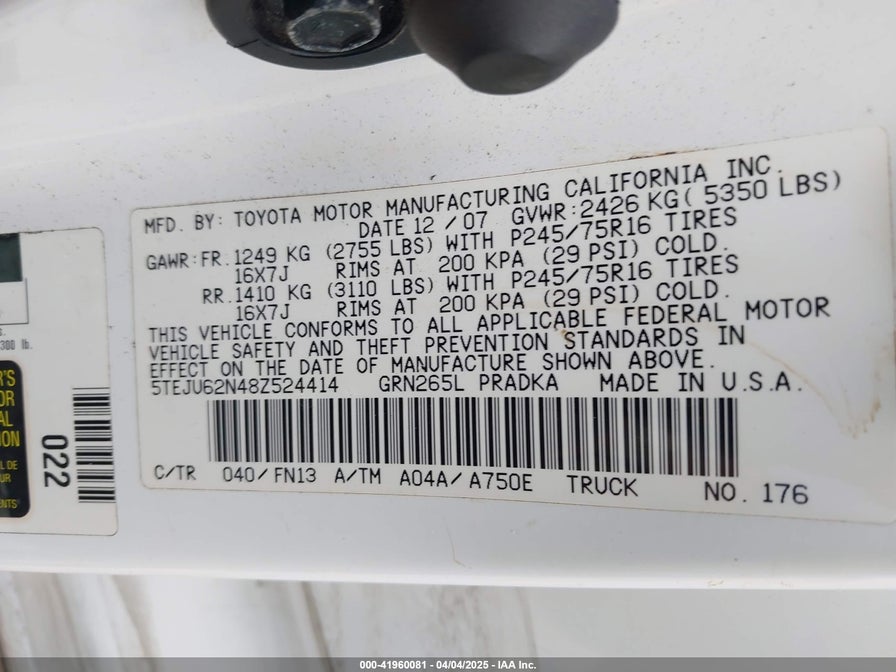 MFD. BY: TOYOTA MOTOR MANUFACTURING CALIFORNIA INC.
DATE 12 / 07 GVWR:2426 KG( 5350 LBS)
GAWR:FR.1249 KG (2755 LBS) WITH P245/75R16 TIRES
16X7J RIMS AT 200 KPA (29 PSI) COLD.
RR.1410 KG (3110 LBS) WITH P245/75R16 TIRES
16X7J RIMS AT 200 KPA (29 PSI) COLD.
THIS VEHICLE CONFORMS TO ALL APPLICABLE FEDERAL MOTOR
VEHICLE SAFETY AND THEFT PREVENTION STANDARDS IN
EFFECT ON THE DATE OF MANUFACTURE SHOWN ABOVE.
5TEJU62N48Z524414 GRN265L PRADKA MADE IN U.S.A.
C/TR 040/FN13 A/TM A04A/A750E TRUCK NO. 176
300 lb.
022
000-41960081 - 04/04/2025 - IAA Inc.